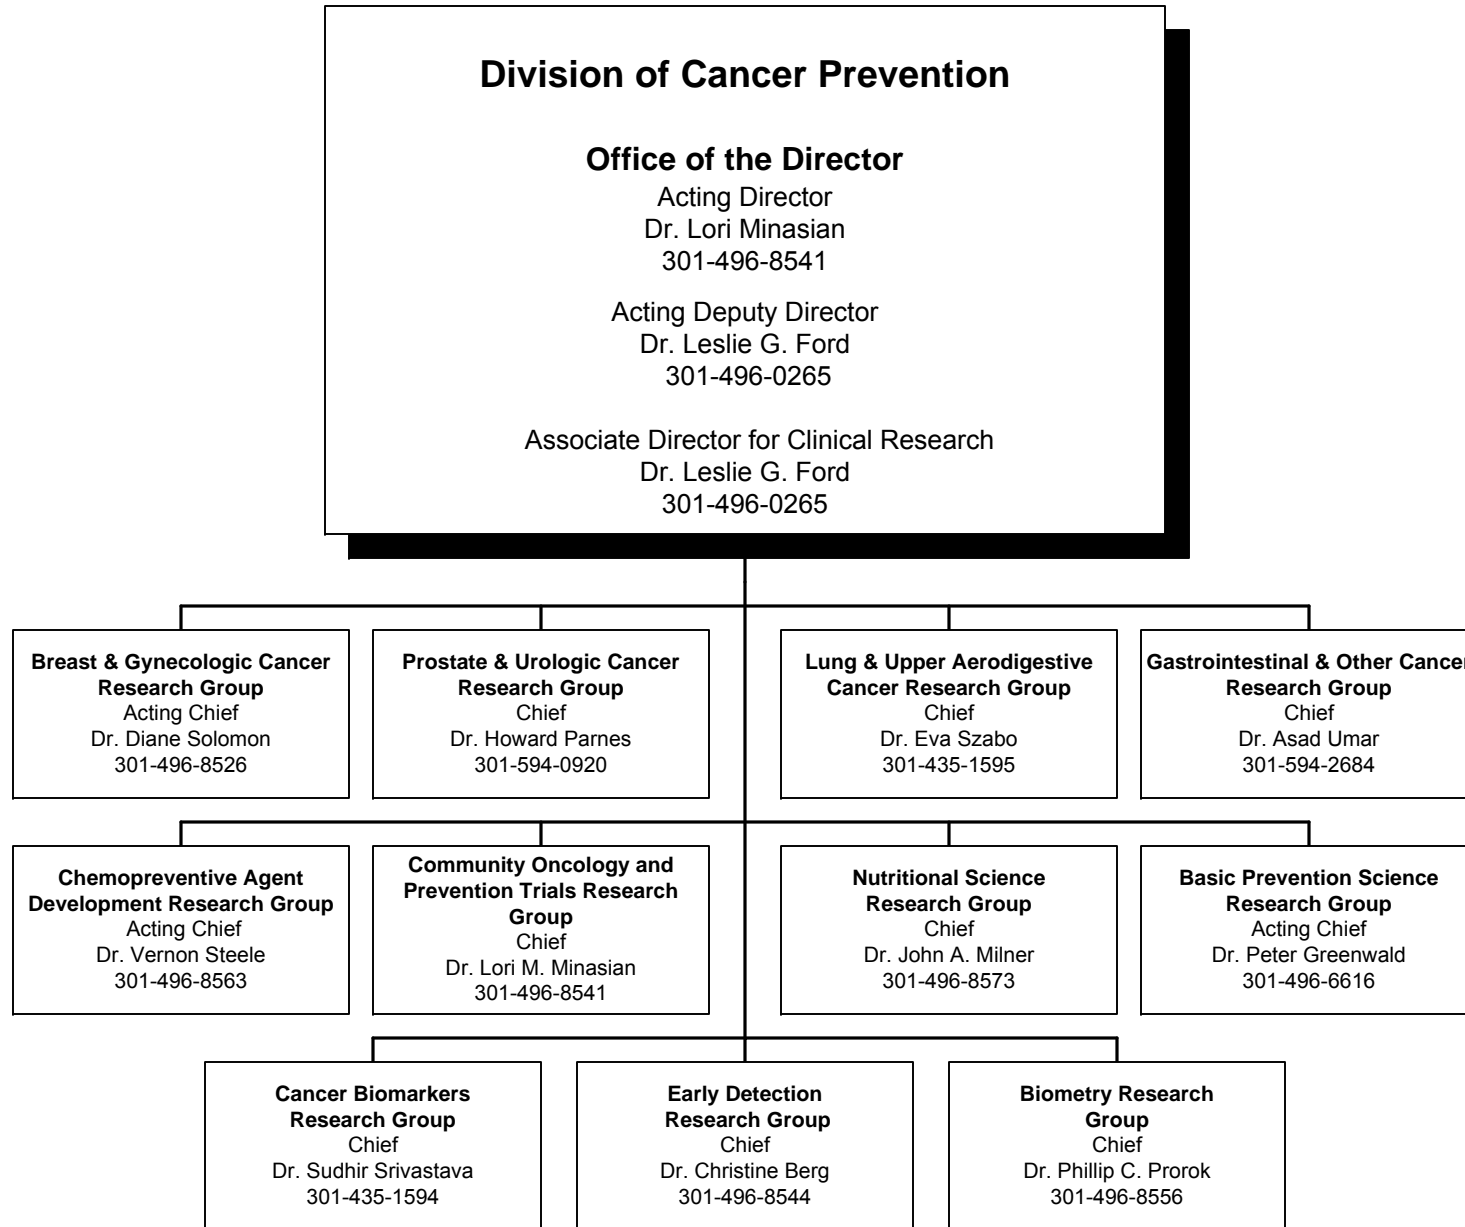 Division of Cancer Prevention
Office of the Director
Acting Director
Dr. Lori Minasian
301-496-8541
Acting Deputy Director
Dr. Leslie G. Ford
301-496-0265
Associate Director for Clinical Research
Dr. Leslie G. Ford
301-496-0265
Breast & Gynecologic Cancer
Research Group
Acting Chief
Dr. Diane Solomon
301-496-8526
Prostate & Urologic Cancer
Research Group
Chief
Dr. Howard Parnes
301-594-0920
Lung & Upper Aerodigestive
Cancer Research Group
Chief
Dr. Eva Szabo
301-435-1595
Gastrointestinal & Other Cancer
Research Group
Chief
Dr. Asad Umar
301-594-2684
Chemopreventive Agent
Development Research Group
Acting Chief
Dr. Vernon Steele
301-496-8563
Community Oncology and
Prevention Trials Research
Group
Chief
Dr. Lori M. Minasian
301-496-8541
Nutritional Science
Research Group
Chief
Dr. John A. Milner
301-496-8573
Basic Prevention Science
Research Group
Acting Chief
Dr. Peter Greenwald
301-496-6616
Cancer Biomarkers
Research Group
Chief
Dr. Sudhir Srivastava
301-435-1594
Early Detection
Research Group
Chief
Dr. Christine Berg
301-496-8544
Biometry Research
Group
Chief
Dr. Phillip C. Prorok
301-496-8556